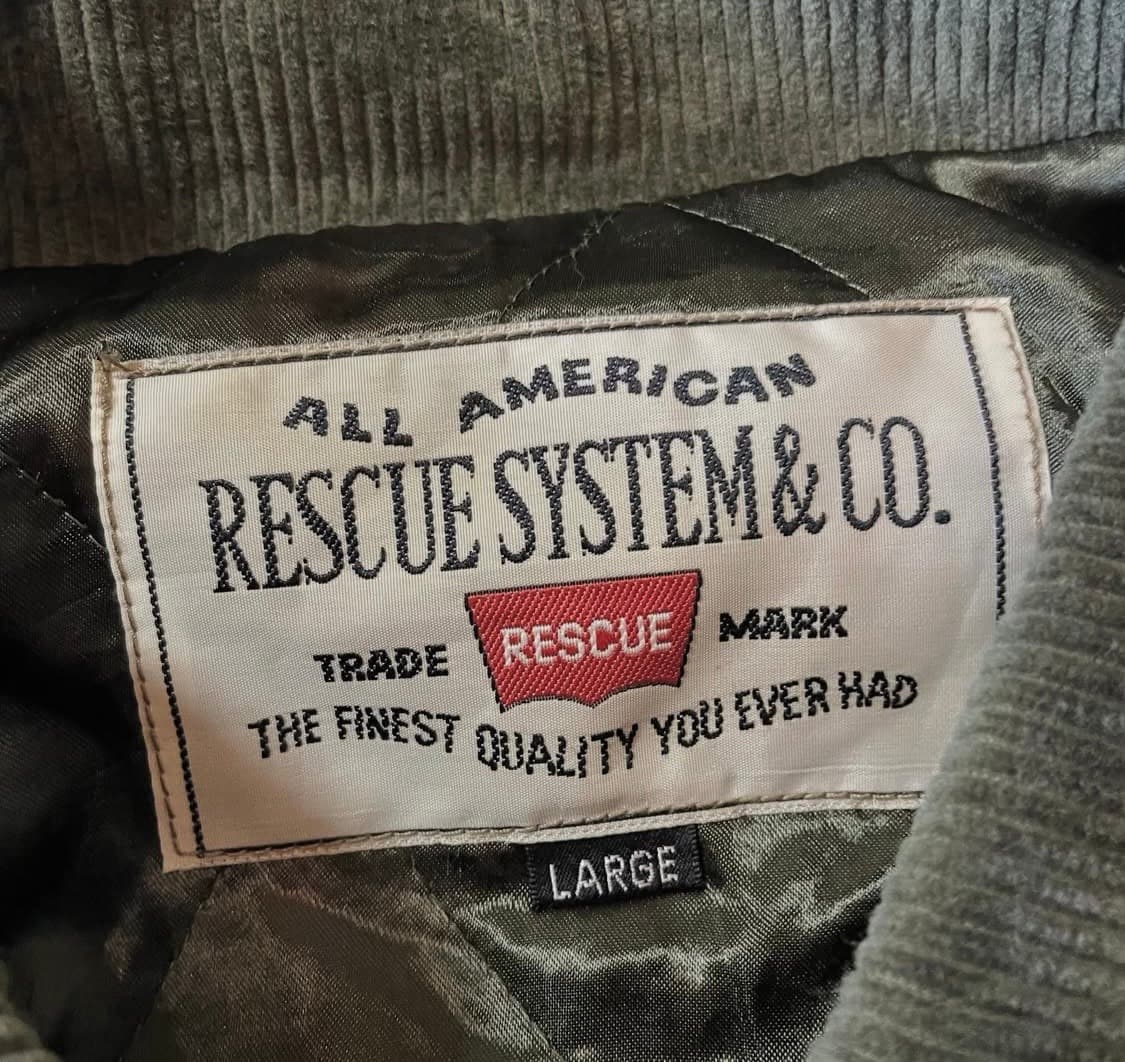 ALL AMERICAN
RESCUE SYSTEM & CO.
TRADE RESCUE MARK
THE FINEST QUALITY YOU EVER HAD
LARGE